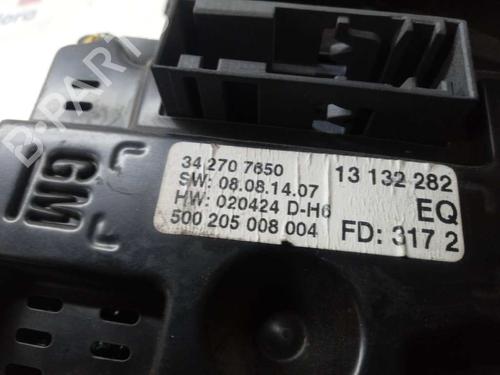 B-PARTS
GM
34 270 7650
SW: 08.08.14.07
HW: 020424 D-H6
500 205 008 004
13 132 282
EQ
FD: 317 2